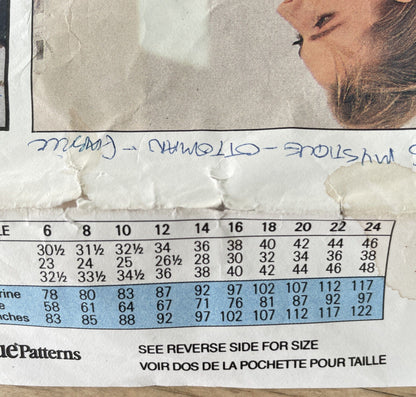 MYSTIQUE - OTTOMAN -
LE 6 8 10 12 14 16 18 20 22 24
30½ 31½ 32½ 34 36 38 40 42 44 46
23 24 25 26½ 28 30 32 34 36 38
32½ 33½ 34½ 36 38 40 42 44 46 48
rine 78 80 83 87 92 97 102 107 112 117
e 58 61 64 67 71 76 81 87 92 97
nches 83 85 88 92 97 102 107 112 117 122
uePatterns
SEE REVERSE SIDE FOR SIZE
VOIR DOS DE LA POCHETTE POUR TAILLE